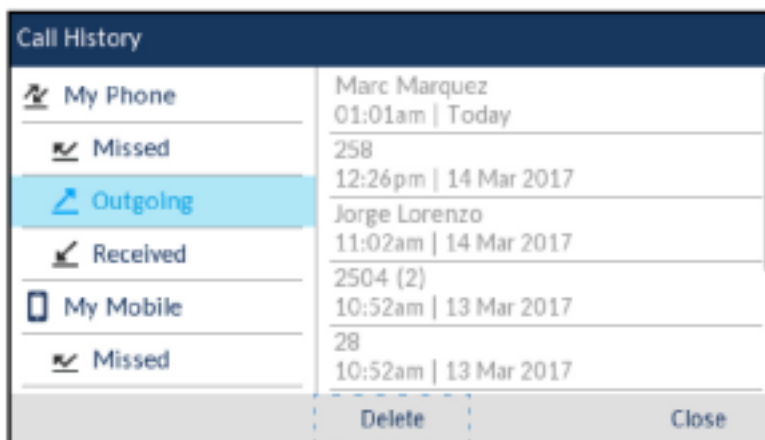 Call History
My Phone
Missed
Outgoing
Received
My Mobile
Missed
Marc Marquez
01:01am | Today
258
12:26pm | 14 Mar 2017
Jorge Lorenzo
11:02am | 14 Mar 2017
2504 (2)
10:52am | 13 Mar 2017
28
10:52am | 13 Mar 2017
Delete
Close